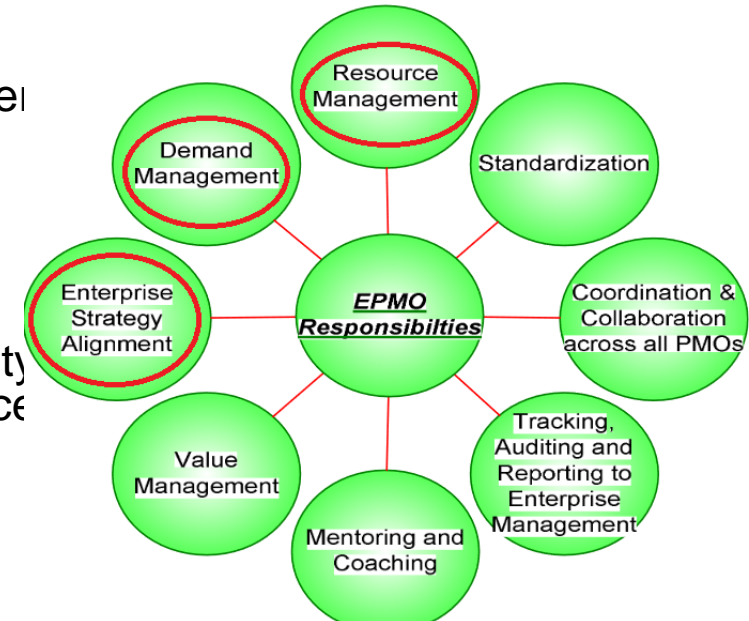 Resource
Management
Demand
Management
Standardization
Enterprise
Strategy
Alignment
EPMO
Responsibilties
Coordination &
Collaboration
across all PMOs
Value
Management
Tracking,
Auditing and
Reporting to
Enterprise
Management
Mentoring and
Coaching